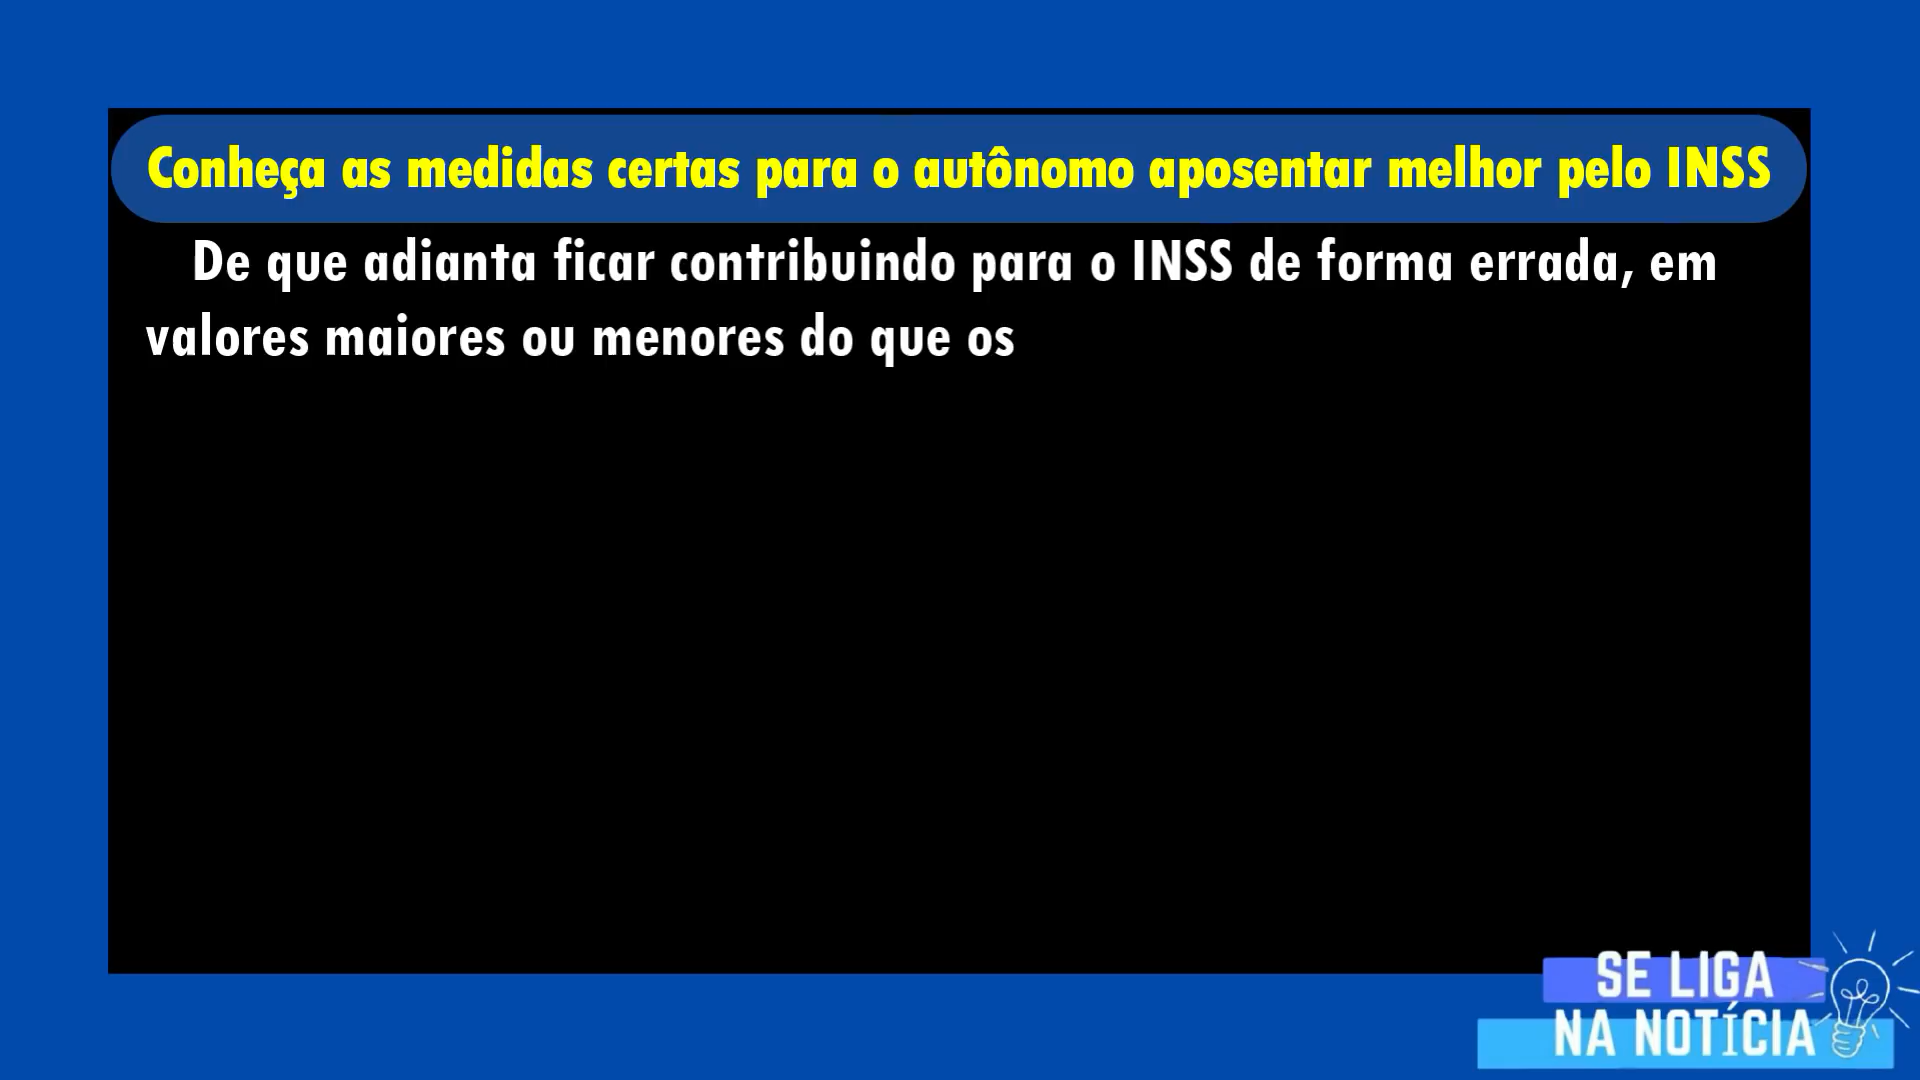 Conheça as medidas certas para o autônomo aposentar melhor pelo INSS
De que adianta ficar contribuindo para o INSS de forma errada, em
valores maiores ou menores do que os
SE LIGA
NA NOTÍCIA